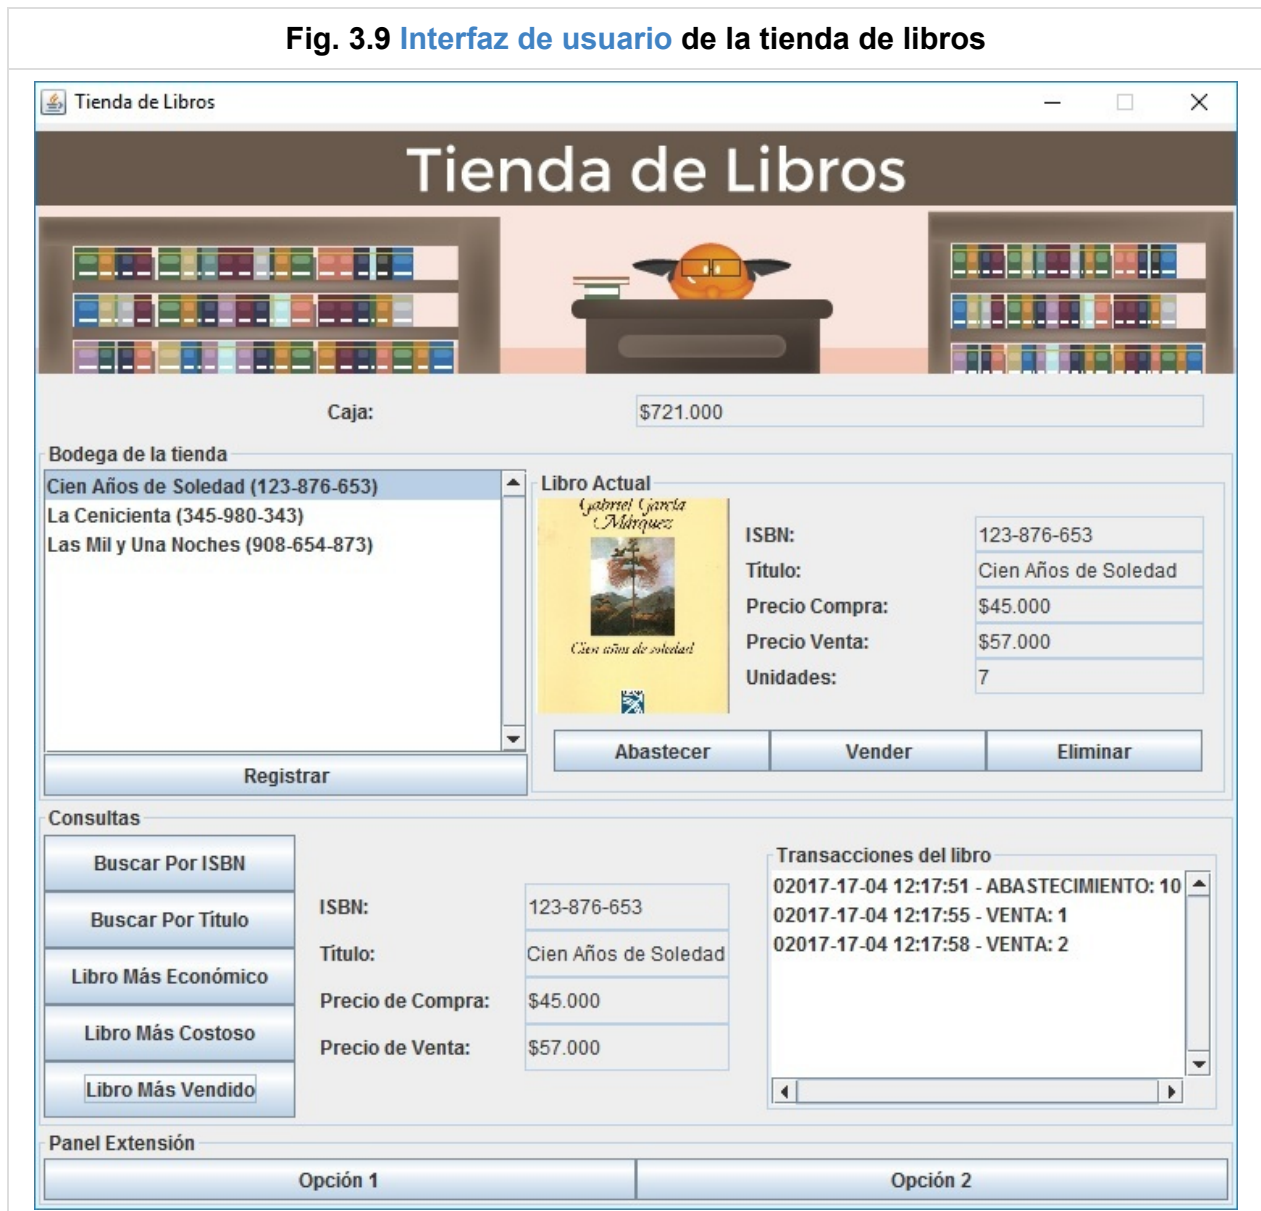 Fig. 3.9 Interfaz de usuario de la tienda de libros
Tienda de Libros
Tienda de Libros
Caja:
$721.000
Bodega de la tienda
Cien Años de Soledad (123-876-653)
La Cenicienta (345-980-343)
Las Mil y Una Noches (908-654-873)
Registrar
Libro Actual
Gabriel García
Márquez
Cien años de soledad
ISBN:
123-876-653
Título:
Cien Años de Soledad
Precio Compra:
$45.000
Precio Venta:
$57.000
Unidades:
7
Abastecer
Vender
Eliminar
Consultas
Buscar Por ISBN
Buscar Por Título
Libro Más Económico
Libro Más Costoso
Libro Más Vendido
ISBN:
123-876-653
Título:
Cien Años de Soledad
Precio de Compra:
$45.000
Precio de Venta:
$57.000
Transacciones del libro
02017-17-04 12:17:51 - ABASTECIMIENTO: 10
02017-17-04 12:17:55 - VENTA: 1
02017-17-04 12:17:58 - VENTA: 2
Panel Extensión
Opción 1
Opción 2